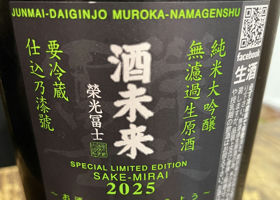 JUNMAI-DAIGINJO MUROKA-NAMAGENSHU
純米大吟醸
無濾過生原酒
酒未来
榮光冨士
要冷蔵
仕込乃漆號
facebook
生酒
SPECIAL LIMITED EDITION
SAKE-MIRAI
2025